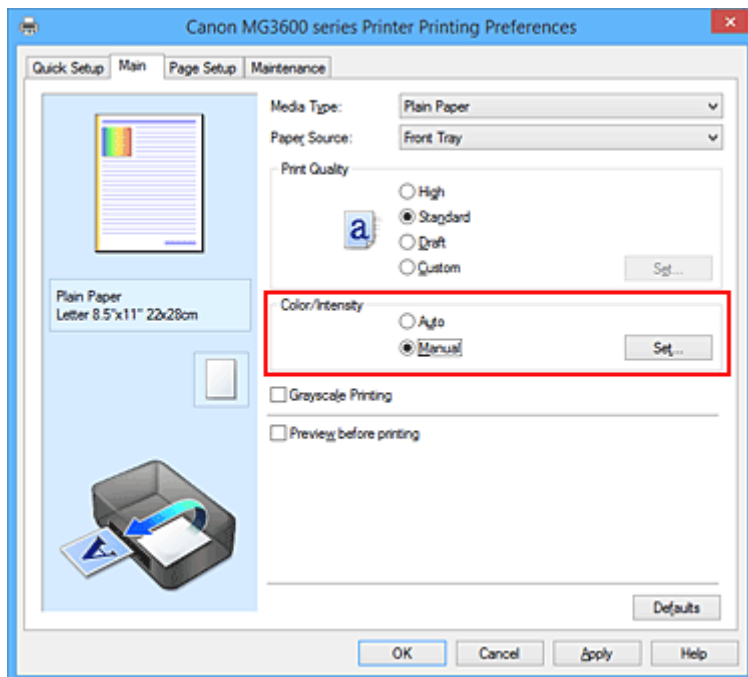 Canon MG3600 series Printer Printing Preferences
Quick Setup Main Page Setup Maintenance
Media Type: Plain Paper
Paper Source: Front Tray
Print Quality
High
Standard
Draft
Custom Set...
a
Plain Paper
Letter 8.5"x11" 22x28cm
Color/Intensity
Auto
Manual Set...
Grayscale Printing
Preview before printing
A
Defaults
OK Cancel Apply Help